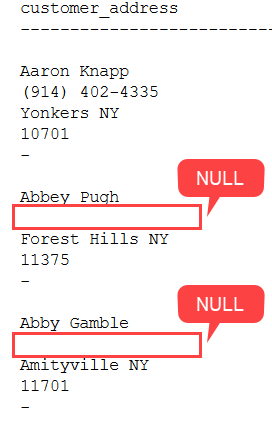 customer_address
--------------------------
Aaron Knapp
(914) 402-4335
Yonkers NY
10701
-
NULL
Abbey Pugh
Forest Hills NY
11375
-
NULL
Abby Gamble
Amityville NY
11701
-